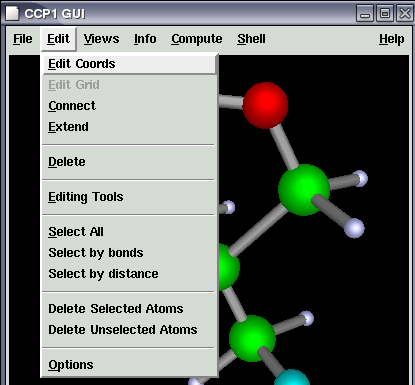 CCP1 GUI
File Edit Views Info Compute Shell Help
Edit Coords
Edit Grid
Connect
Extend
Delete
Editing Tools
Select All
Select by bonds
Select by distance
Delete Selected Atoms
Delete Unselected Atoms
Options